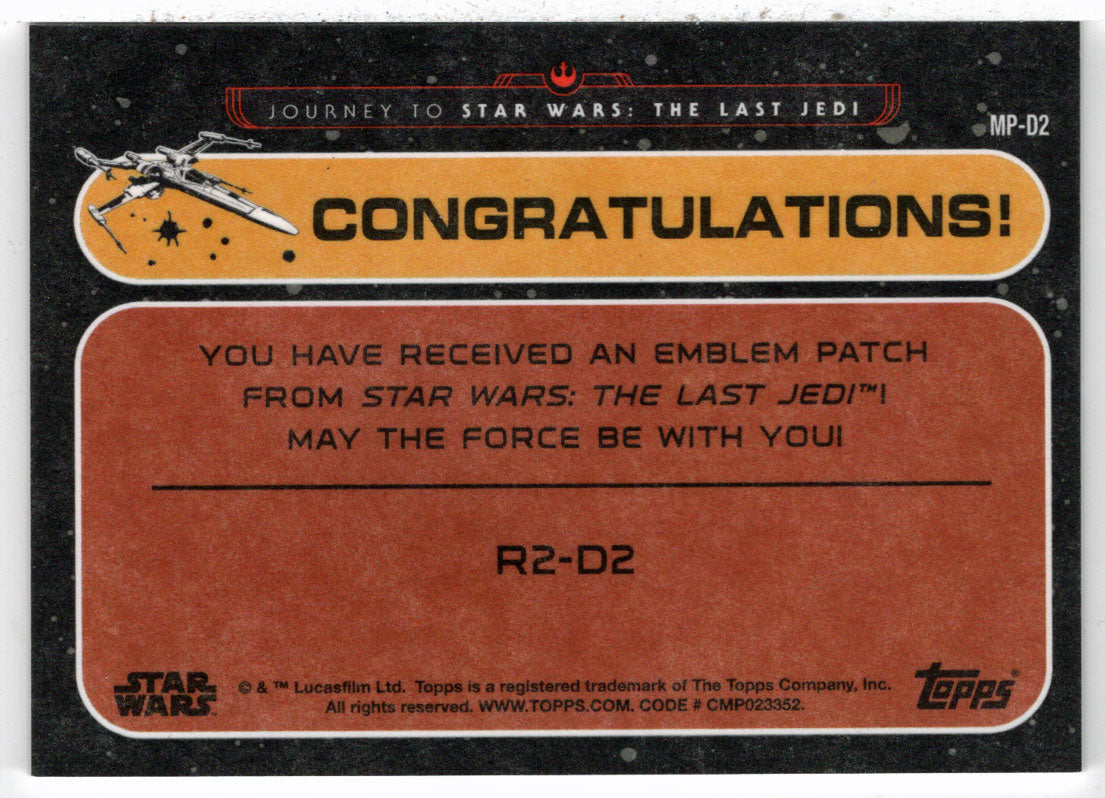 JOURNEY TO STAR WARS: THE LAST JEDI
MP-D2
CONGRATULATIONS!
YOU HAVE RECEIVED AN EMBLEM PATCH
FROM STAR WARS: THE LAST JEDI™!
MAY THE FORCE BE WITH YOU!
R2-D2
STAR WARS
© & ™ Lucasfilm Ltd. Topps is a registered trademark of The Topps Company, Inc.
All rights reserved. WWW.TOPPS.COM. CODE # CMP023352.
topps®